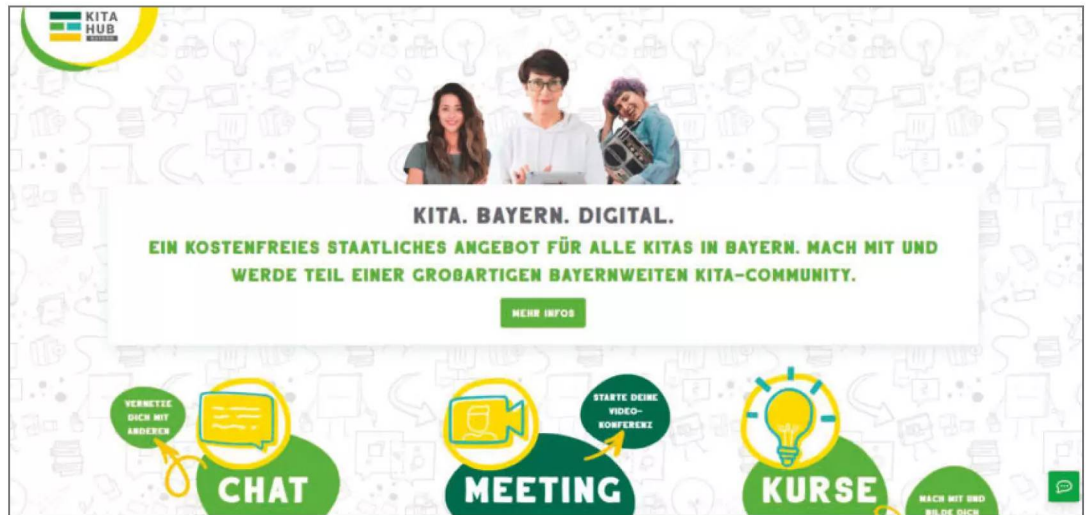 KITA
HUB
BAYERN
KITA. BAYERN. DIGITAL.
EIN KOSTENFREIES STAATLICHES ANGEBOT FÜR ALLE KITAS IN BAYERN. MACH MIT UND
WERDE TEIL EINER GROßARTIGEN BAYERNWEITEN KITA-COMMUNITY.
MEHR INFOS
VERNETZE
DICH MIT
ANDEREN
CHAT
STARTE DEINE
VIDEO-
KONFERENZ
MEETING
KURSE
MACH MIT UND
BILDE DICH